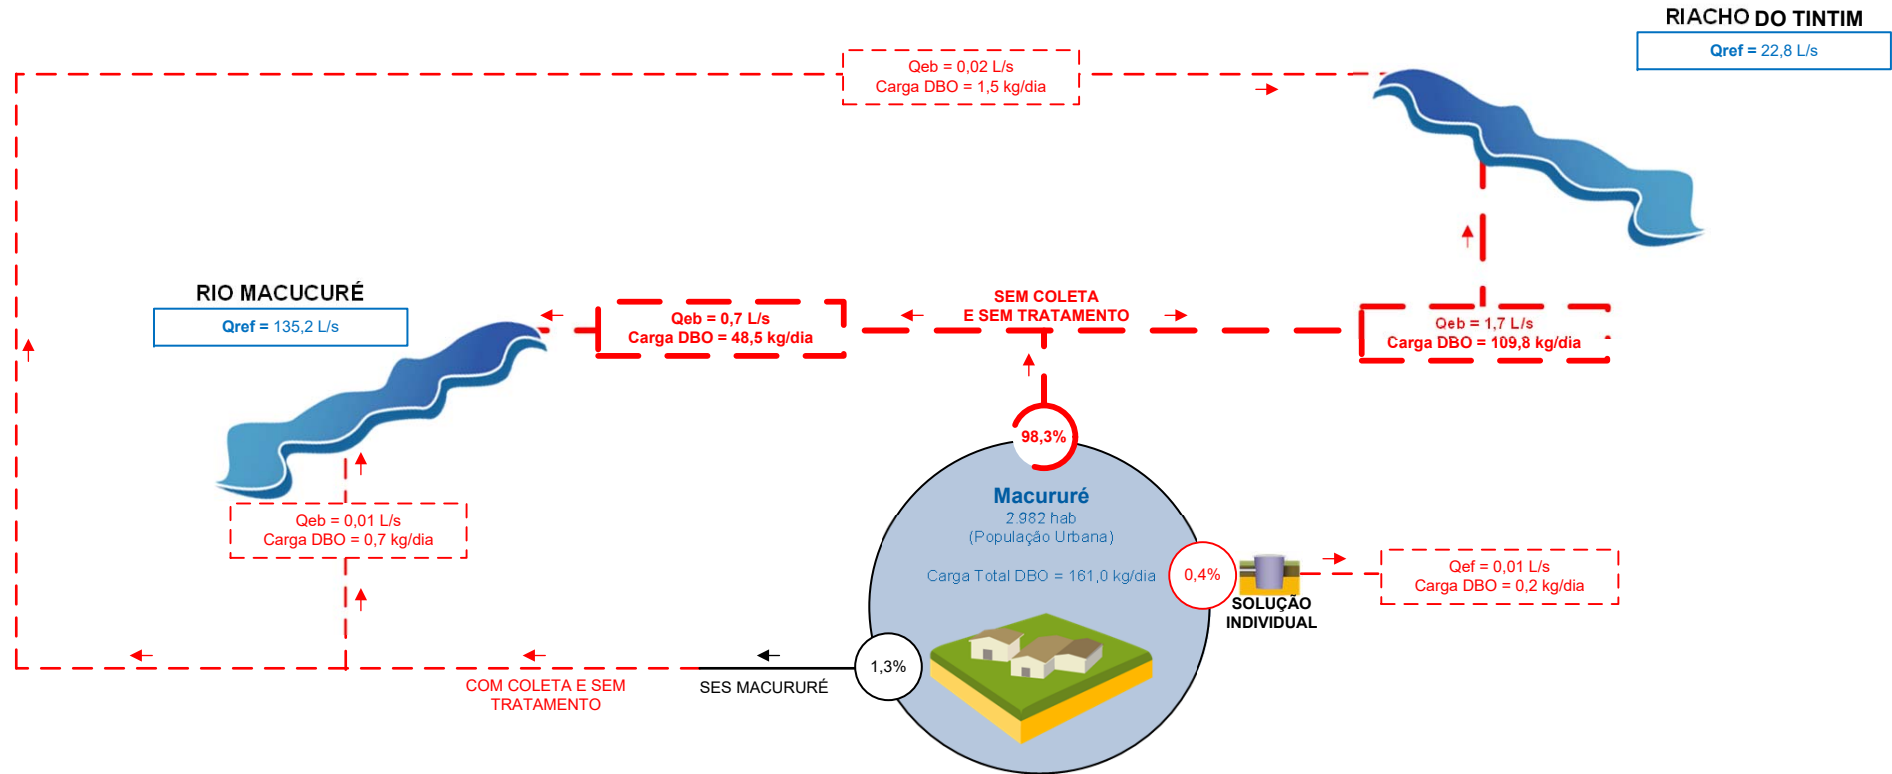 RIACHO DO TINTIM
Qref = 22,8 L/s
Qeb = 0,02 L/s
Carga DBO = 1,5 kg/dia
RIO MACUCURÉ
Qref = 135,2 L/s
SEM COLETA
E SEM TRATAMENTO
Qeb = 0,7 L/s
Carga DBO = 48,5 kg/dia
Qeb = 1,7 L/s
Carga DBO = 109,8 kg/dia
98,3%
Macururé
2.982 hab
(População Urbana)
Carga Total DBO = 161,0 kg/dia
Qeb = 0,01 L/s
Carga DBO = 0,7 kg/dia
0,4%
SOLUÇÃO
INDIVIDUAL
Qef = 0,01 L/s
Carga DBO = 0,2 kg/dia
1,3%
SES MACURURÉ
COM COLETA E SEM
TRATAMENTO